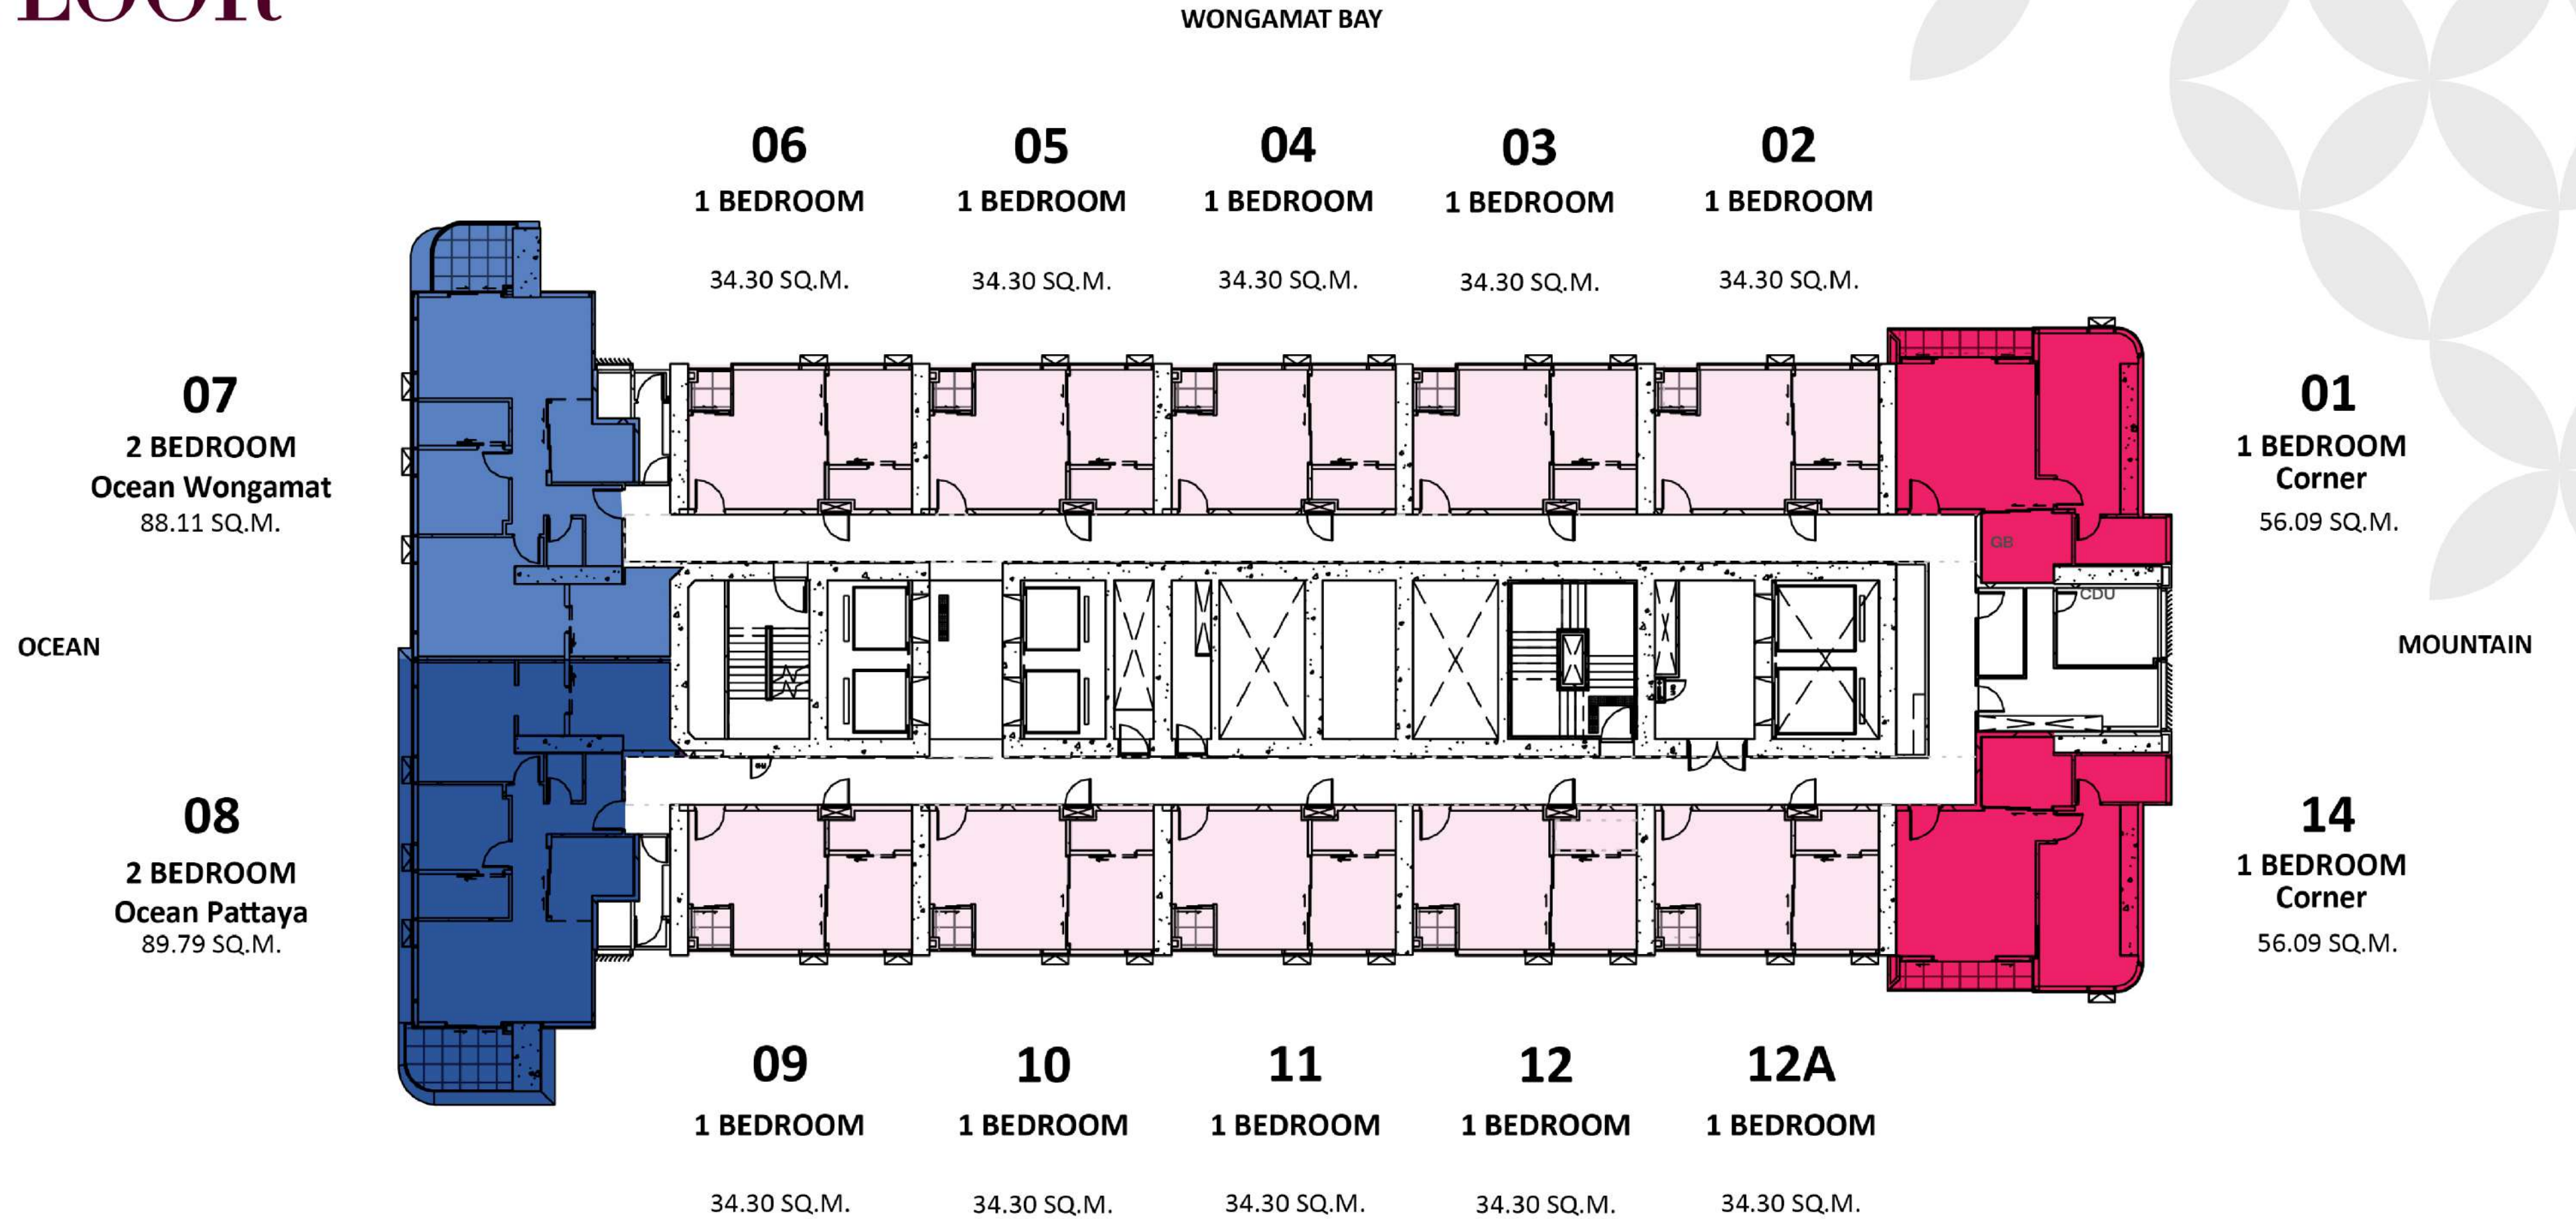 WONGAMAT BAY
06
1 BEDROOM
34.30 SQ.M.
05
1 BEDROOM
34.30 SQ.M.
04
1 BEDROOM
34.30 SQ.M.
03
1 BEDROOM
34.30 SQ.M.
02
1 BEDROOM
34.30 SQ.M.
07
2 BEDROOM
Ocean Wongamat
88.11 SQ.M.
01
1 BEDROOM
Corner
56.09 SQ.M.
GB
CDU
OCEAN
MOUNTAIN
08
2 BEDROOM
Ocean Pattaya
89.79 SQ.M.
14
1 BEDROOM
Corner
56.09 SQ.M.
09
1 BEDROOM
34.30 SQ.M.
10
1 BEDROOM
34.30 SQ.M.
11
1 BEDROOM
34.30 SQ.M.
12
1 BEDROOM
34.30 SQ.M.
12A
1 BEDROOM
34.30 SQ.M.